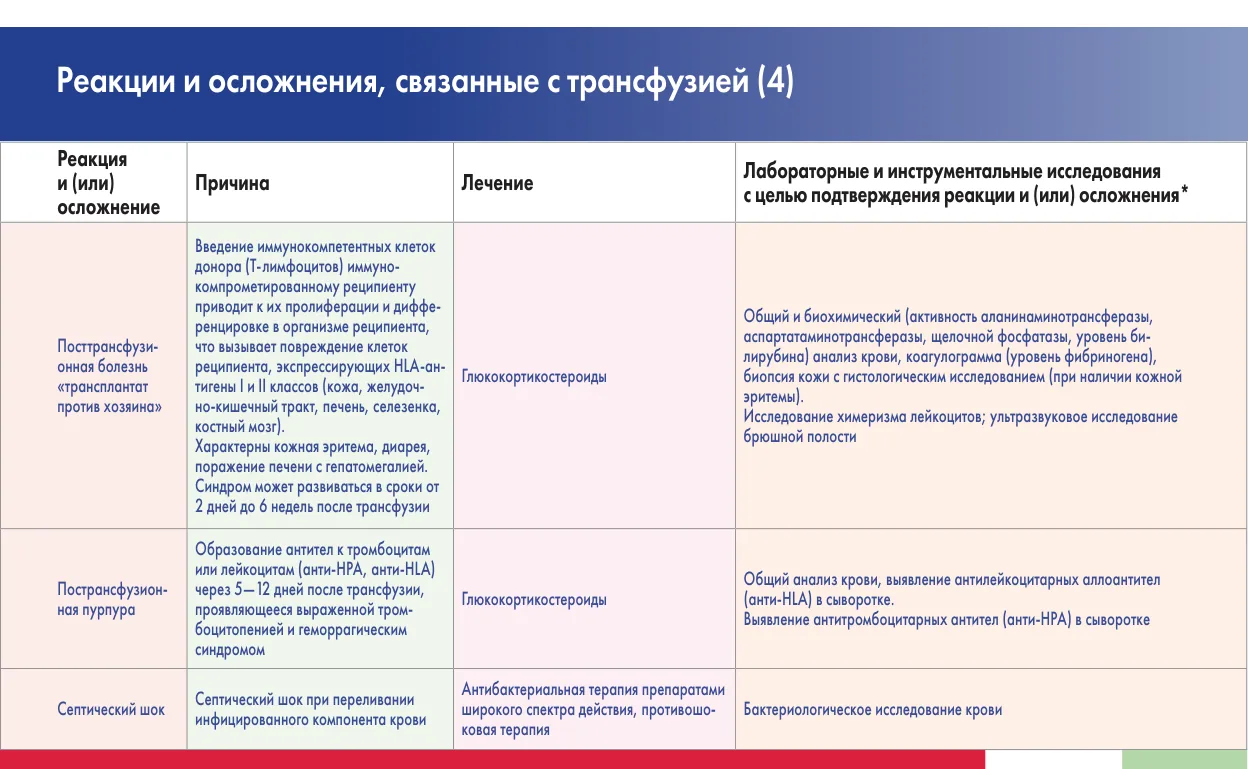 Реакции и осложнения, связанные с трансфузией (4)
Реакция
и (или)
осложнение
Причина
Лечение
Лабораторные и инструментальные исследования
с целью подтверждения реакции и (или) осложнения*
Посттрансфузи-
онная болезнь
«трансплантат
против хозяина»
Введение иммунокомпетентных клеток
донора (Т-лимфоцитов) иммуно-
компрометированному реципиенту
приводит к их пролиферации и диффе-
ренцировке в организме реципиента,
что вызывает повреждение клеток
реципиента, экспрессирующих HLA-ан-
тигены I и II классов (кожа, желудоч-
но-кишечный тракт, печень, селезенка,
костный мозг).
Характерны кожная эритема, диарея,
поражение печени с гепатомегалией.
Синдром может развиваться в сроки от
2 дней до 6 недель после трансфузии
Глюкокортикостероиды
Общий и биохимический (активность аланинаминотрансферазы,
аспартатаминотрансферазы, щелочной фосфатазы, уровень би-
лирубина) анализ крови, коагулограмма (уровень фибриногена),
биопсия кожи с гистологическим исследованием (при наличии кожной
эритемы).
Исследование химеризма лейкоцитов; ультразвуковое исследование
брюшной полости
Пострансфузион-
ная пурпура
Образование антител к тромбоцитам
или лейкоцитам (анти-HPA, анти-HLA)
через 5—12 дней после трансфузии,
проявляющееся выраженной тром-
боцитопенией и геморрагическим
синдромом
Глюкокортикостероиды
Общий анализ крови, выявление антилейкоцитарных аллоантител
(анти-HLA) в сыворотке.
Выявление антитромбоцитарных антител (анти-HPA) в сыворотке
Септический шок
Септический шок при переливании
инфицированного компонента крови
Антибактериальная терапия препаратами
широкого спектра действия, противошо-
ковая терапия
Бактериологическое исследование крови